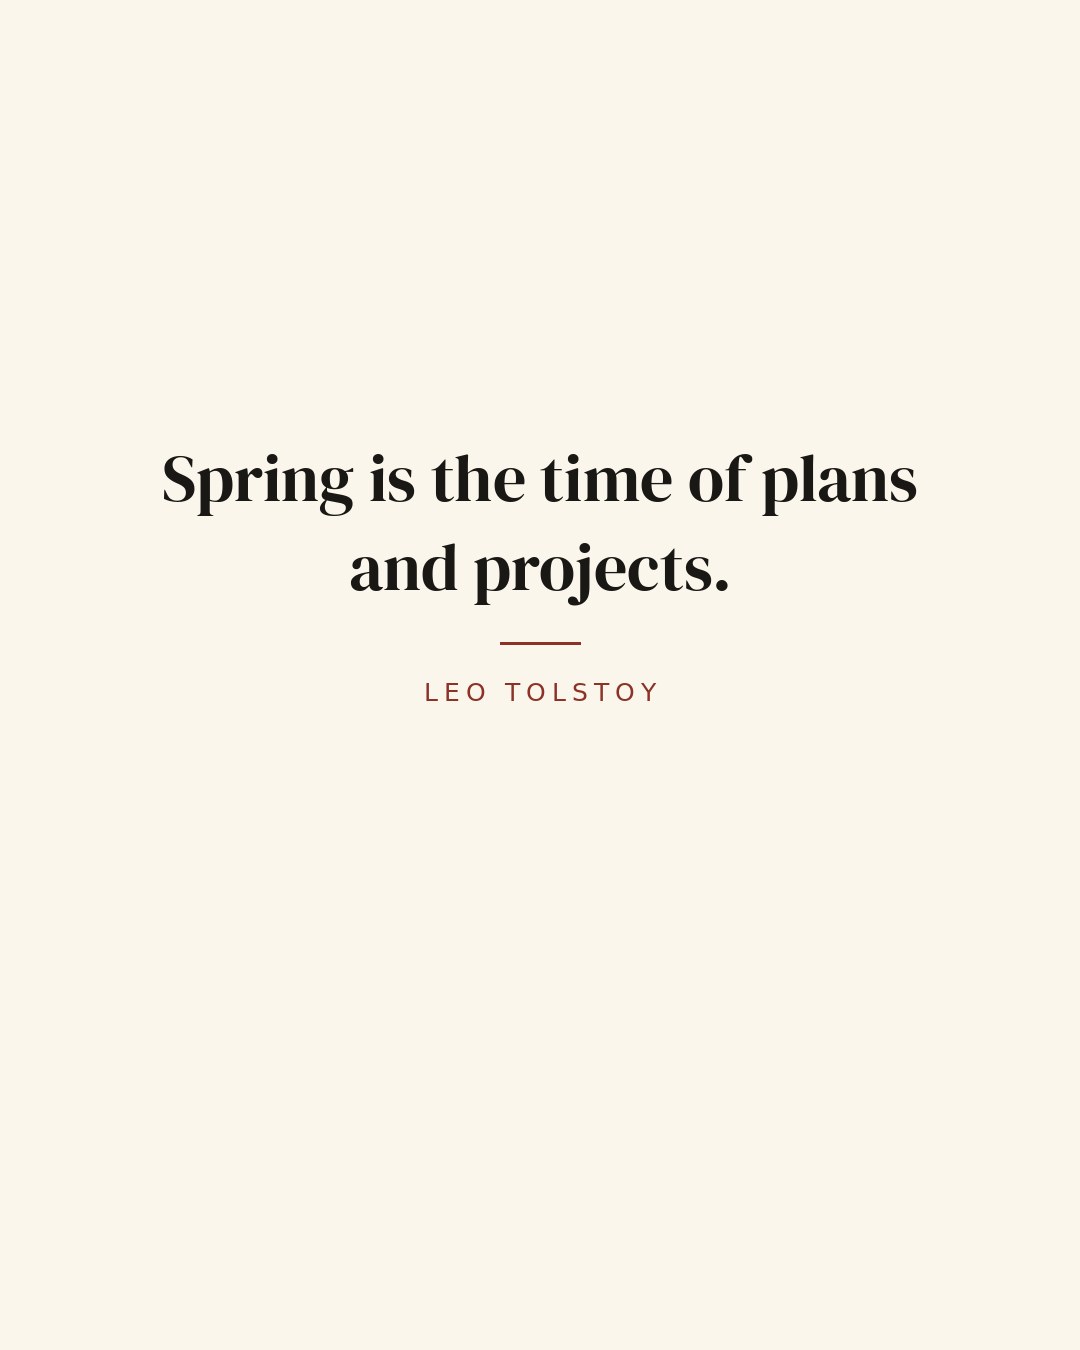 Spring is the time of plans
and projects.
LEO TOLSTOY